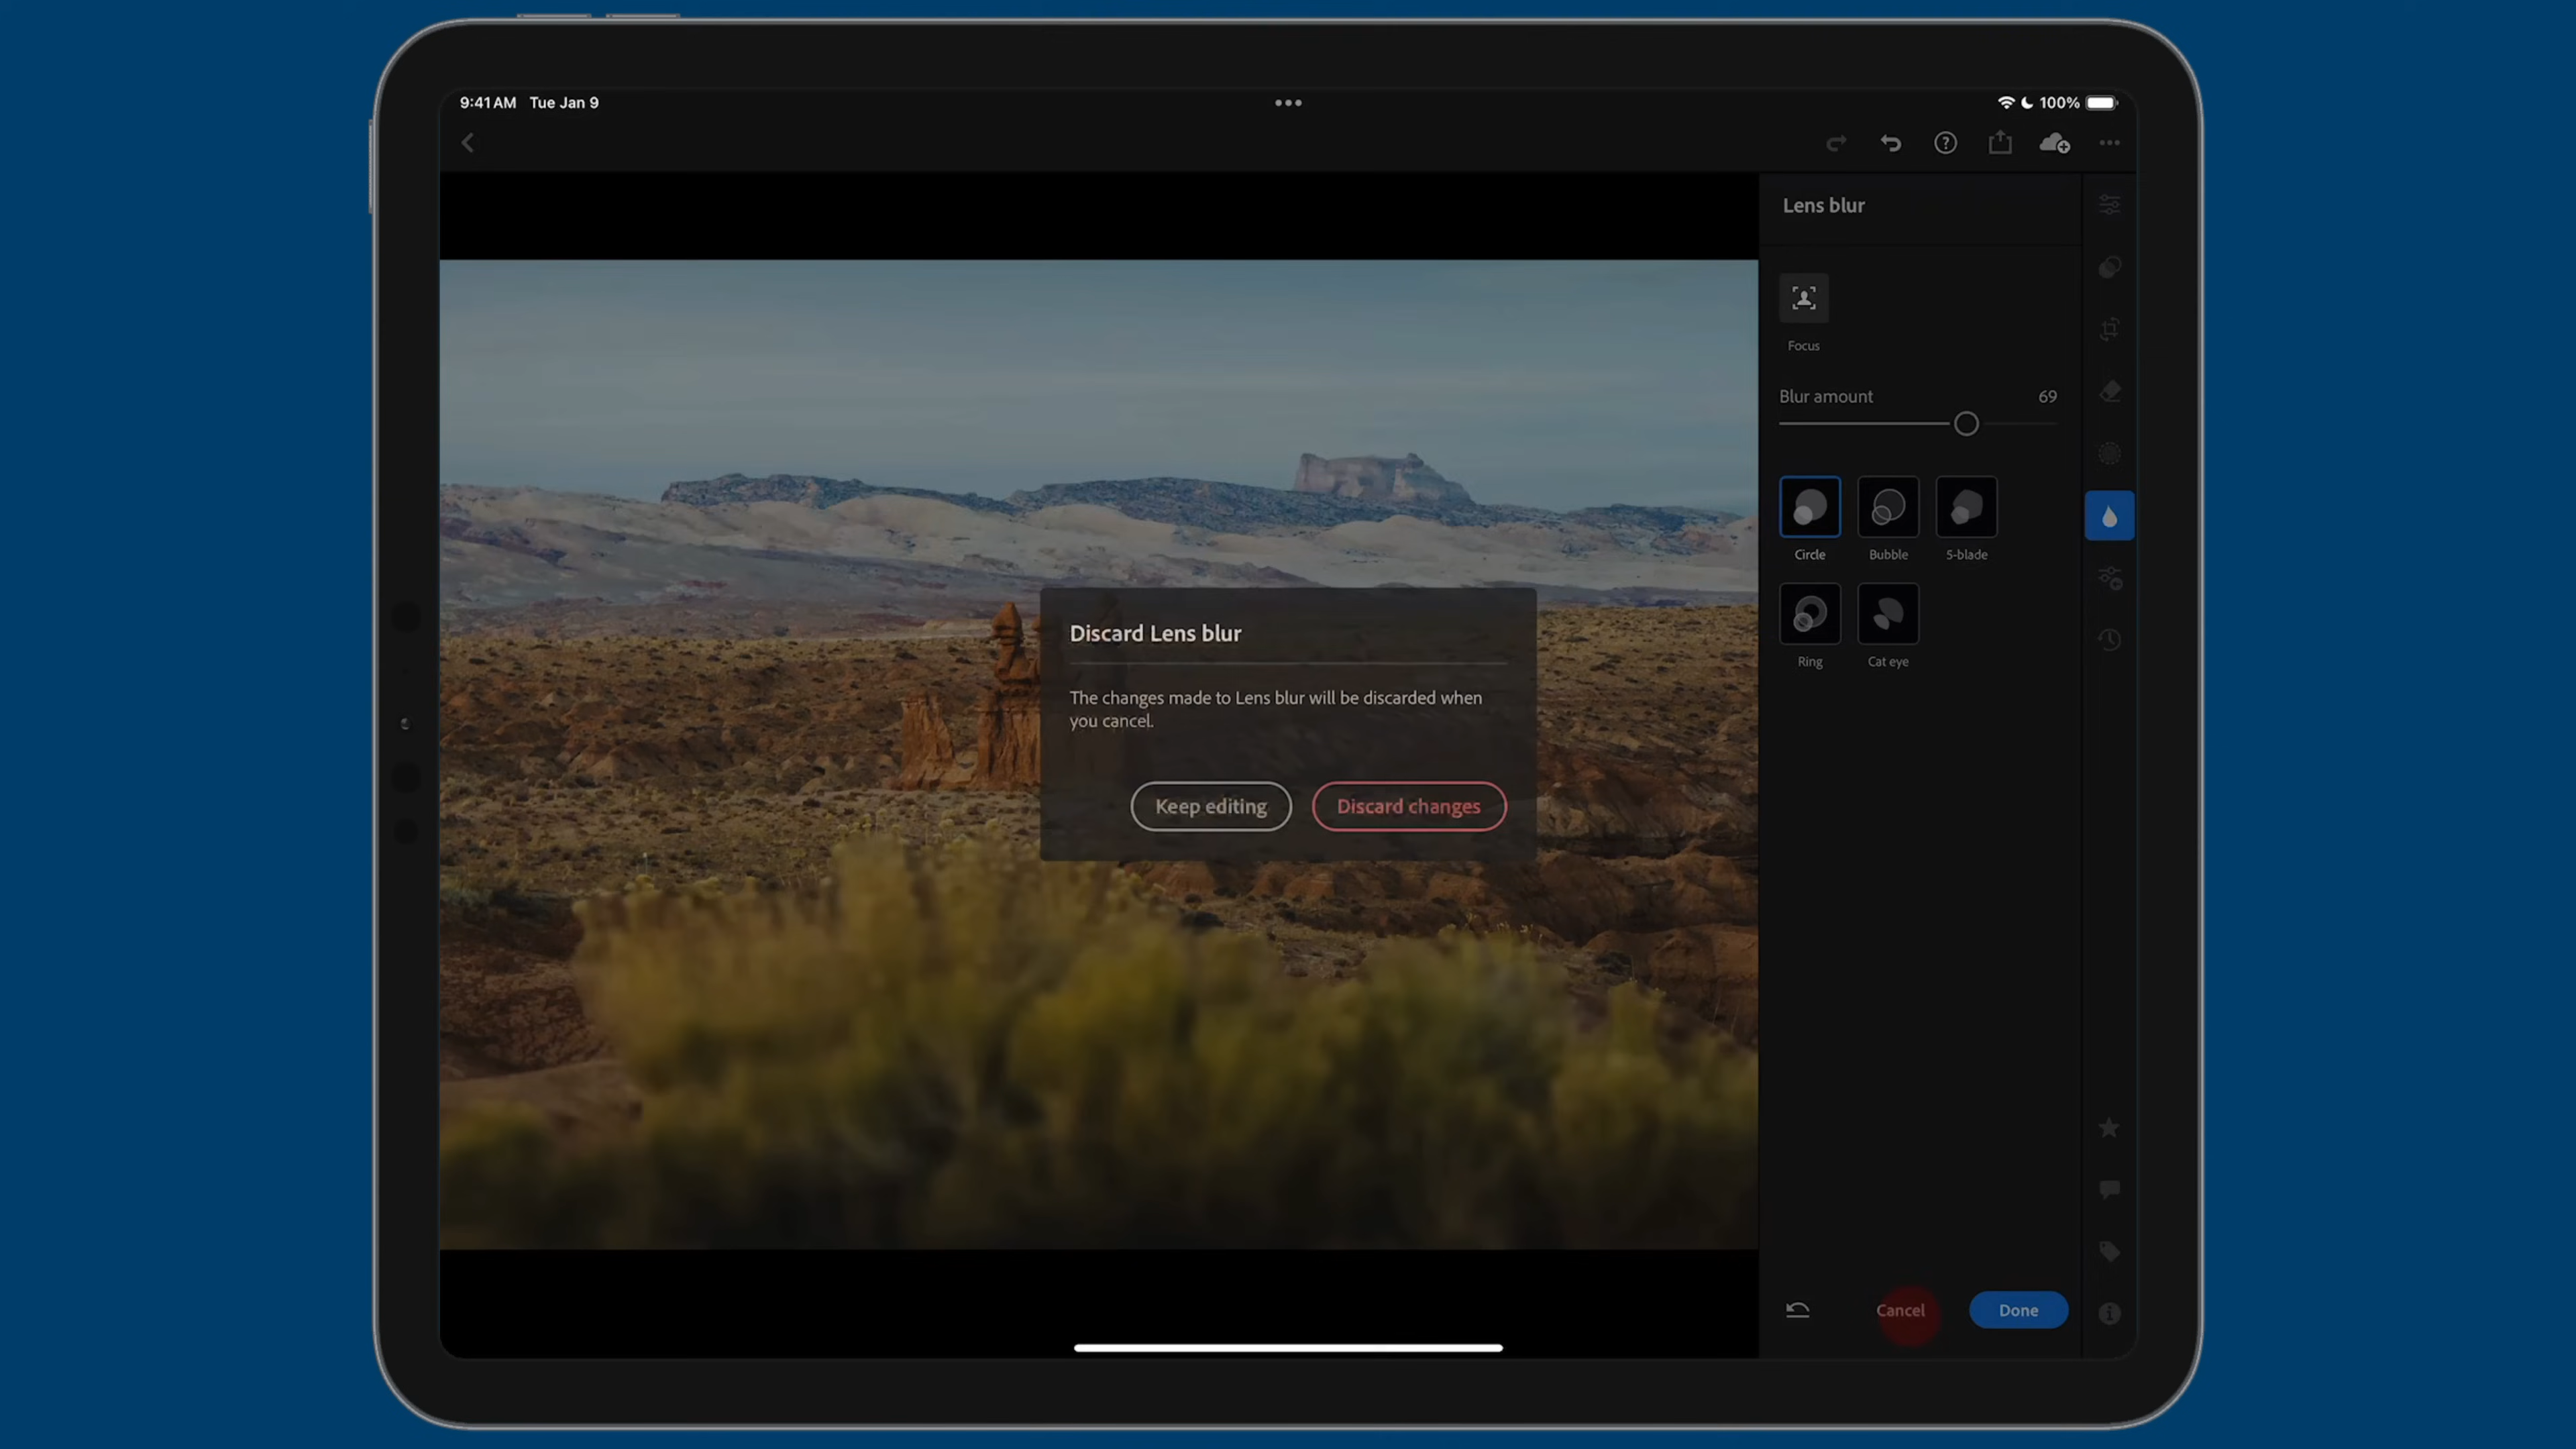 9:41 AM Tue Jan 9
100%
Lens blur
Focus
Blur amount 69
Circle Bubble 5-blade
Ring Cat eye
Discard Lens blur
The changes made to Lens blur will be discarded when
you cancel.
Keep editing Discard changes
Cancel Done